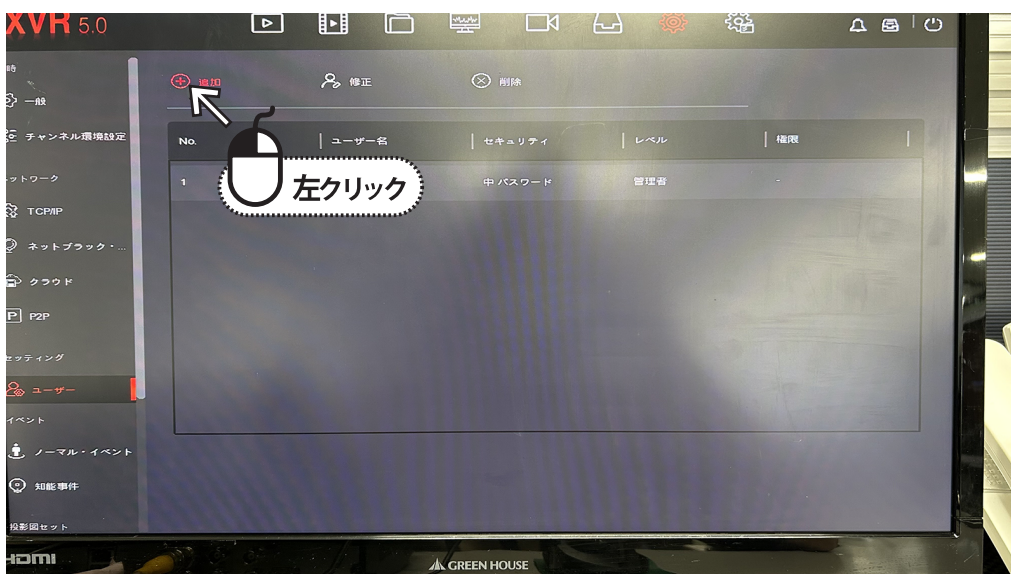 XVR 5.0
時
追加
修正
削除
一般
チャンネル環境設定
No.
ユーザー名
セキュリティ
レベル
権限
ットワーク
1
左クリック
中 パスワード
管理者
-
TCP/IP
ネットブラック・...
クラウド
P P2P
セッティング
ユーザー
イベント
ノーマル・イベント
知能事件
投影図セット
HDMI
GREEN HOUSE